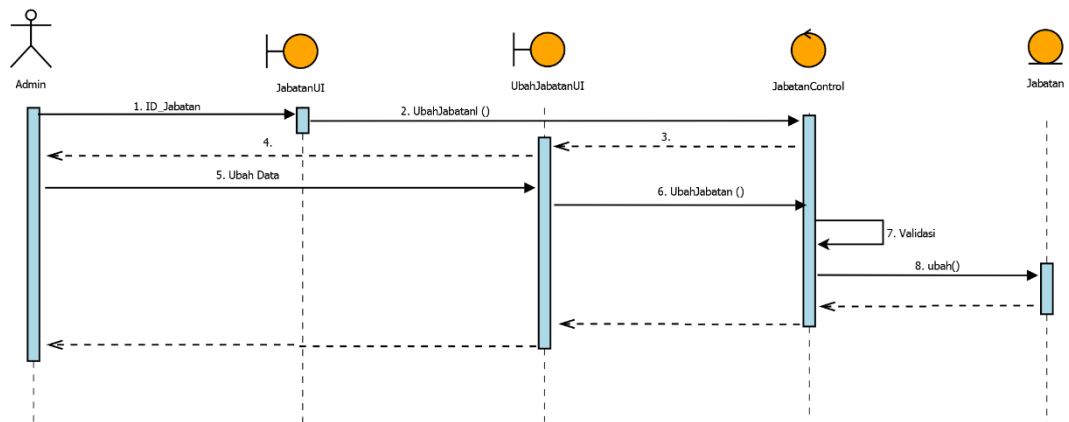 Admin
JabatanUI
UbahJabatanUI
JabatanControl
Jabatan
1. ID_Jabatan
2. UbahJabatanI ()
3.
4.
5. Ubah Data
6. UbahJabatan ()
7. Validasi
8. ubah()